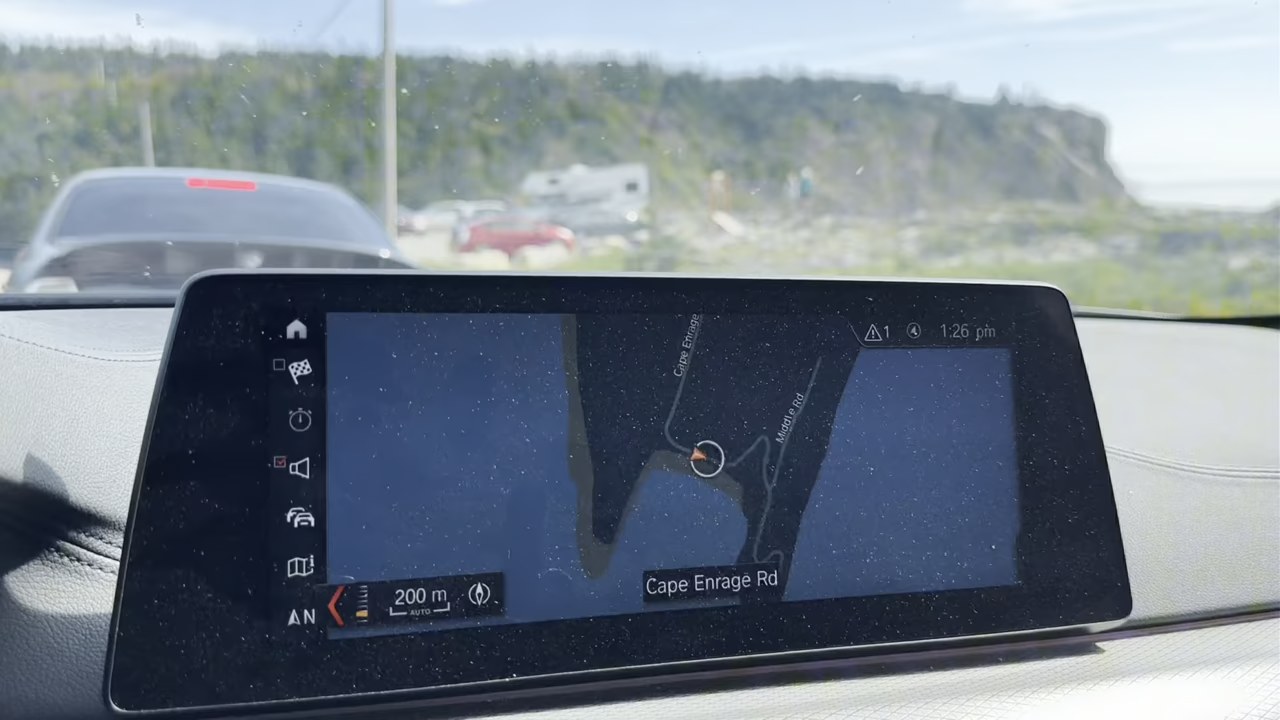 1 1:26 pm
Cape Enrage
Middle Rd
Cape Enrage Rd
200 m
AUTO
N